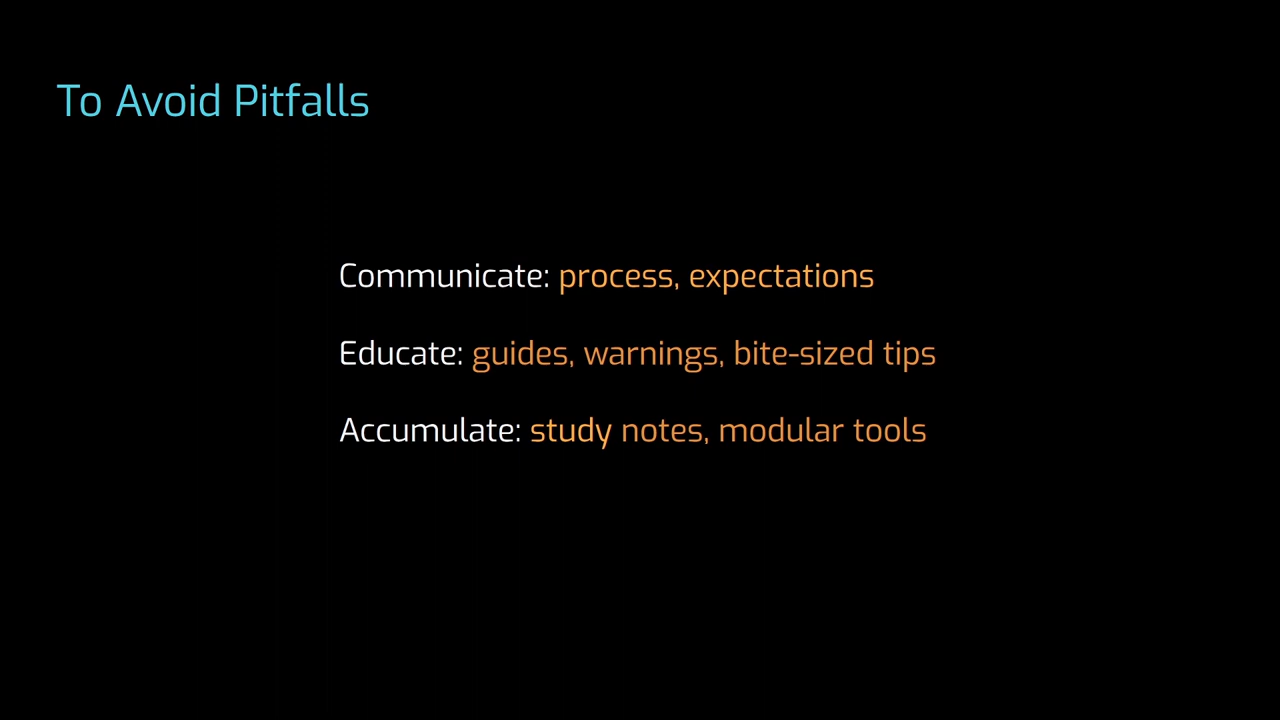 To Avoid Pitfalls
Communicate: process, expectations
Educate: guides, warnings, bite-sized tips
Accumulate: study notes, modular tools